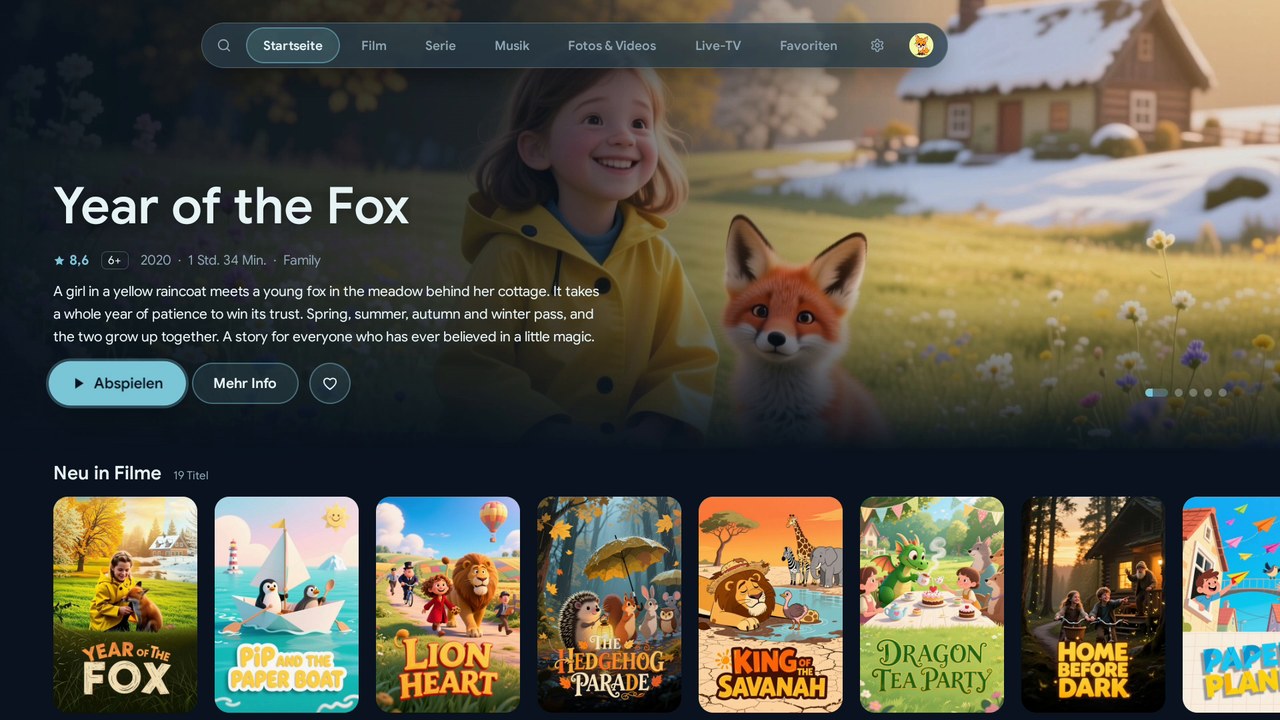 Startseite
Film
Serie
Musik
Fotos & Videos
Live-TV
Favoriten
Year of the Fox
8,6 6+ 2020 · 1 Std. 34 Min. · Family
A girl in a yellow raincoat meets a young fox in the meadow behind her cottage. It takes
a whole year of patience to win its trust. Spring, summer, autumn and winter pass, and
the two grow up together. A story for everyone who has ever believed in a little magic.
Abspielen
Mehr Info
Neu in Filme 19 Titel
YEAR OF THE
FOX
PIP AND THE
PAPER BOAT
LION
HEART
THE
HEDGEHOG
PARADE
KING OF THE
SAVANAH
DRAGON
TEA PARTY
HOME
BEFORE
DARK